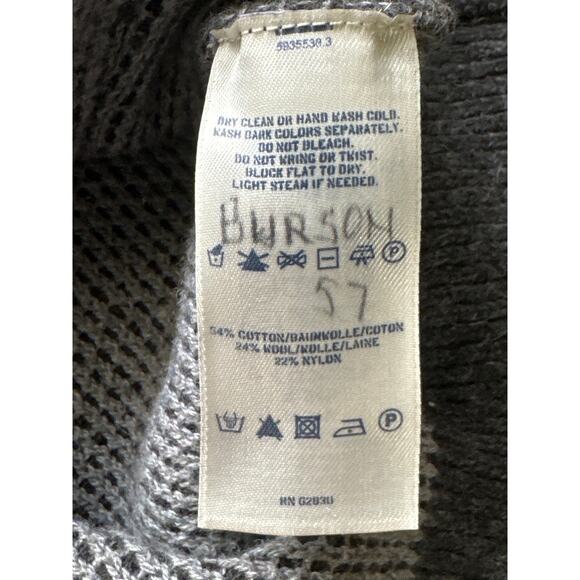 5935538.3
DRY CLEAN OR HAND WASH COLD.
WASH DARK COLORS SEPARATELY.
DO NOT BLEACH.
DO NOT WRING OR TWIST.
BLOCK FLAT TO DRY.
LIGHT STEAM IF NEEDED.
BURSON
P
57
54% COTTON/BAUMWOLLE/COTON
24% WOOL/WOLLE/LAINE
22% NYLON
P
RN 62830